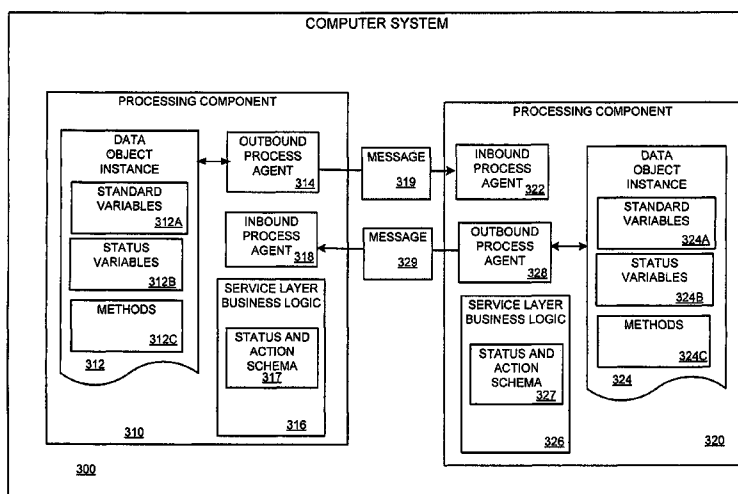 COMPUTER SYSTEM
PROCESSING COMPONENT
DATA
OBJECT
INSTANCE
STANDARD
VARIABLES
312A
STATUS
VARIABLES
312B
METHODS
312C
312
OUTBOUND
PROCESS
AGENT
314
INBOUND
PROCESS
AGENT
318
SERVICE LAYER
BUSINESS LOGIC
STATUS AND
ACTION
SCHEMA
317
316
310
MESSAGE
319
MESSAGE
329
PROCESSING COMPONENT
INBOUND
PROCESS
AGENT
322
OUTBOUND
PROCESS
AGENT
328
SERVICE LAYER
BUSINESS LOGIC
STATUS AND
ACTION
SCHEMA
327
326
DATA
OBJECT
INSTANCE
STANDARD
VARIABLES
324A
STATUS
VARIABLES
324B
METHODS
324C
324
320
300